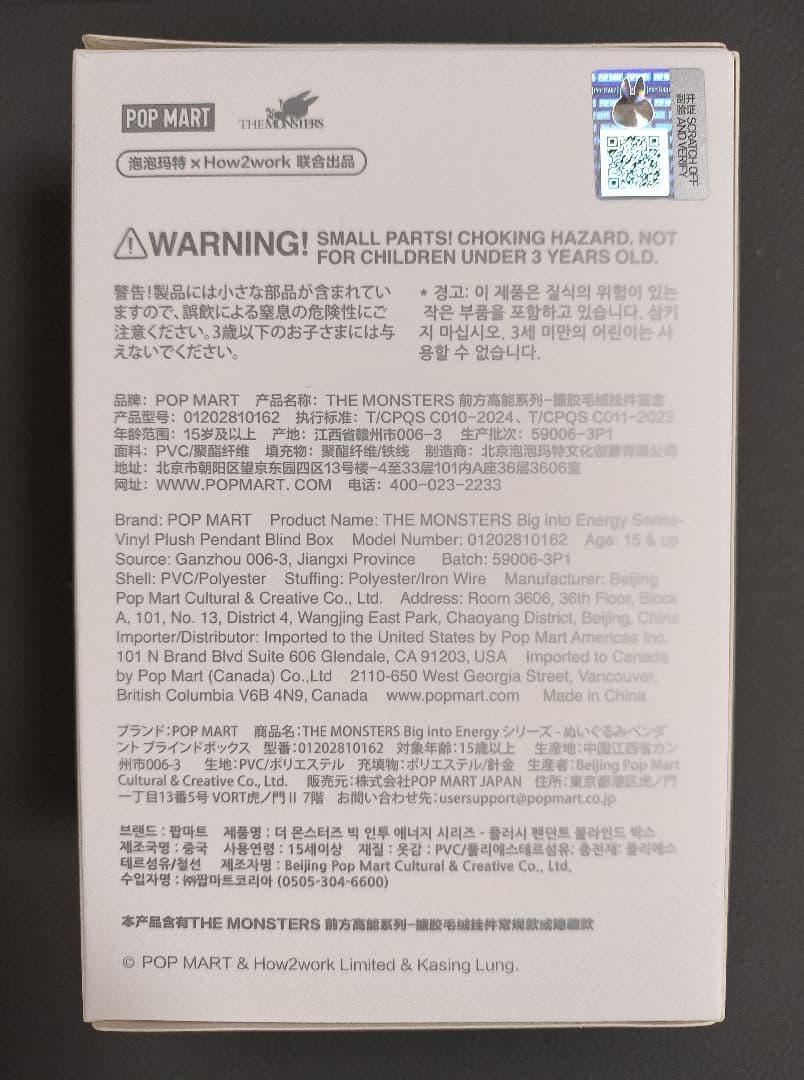 POP MART
THE MONSTERS
泡泡玛特×How2work 联合出品
POP MART
刮开验证 SCRATCH OFF AND VERIFY
WARNING! SMALL PARTS! CHOKING HAZARD. NOT
FOR CHILDREN UNDER 3 YEARS OLD.
警告!製品には小さな部品が含まれてい
ますので、誤飲による窒息の危険性にご
注意ください。3歳以下のお子さまには与
えないでください。
* 경고: 이 제품은 질식의 위험이 있는
작은 부품을 포함하고 있습니다. 삼키
지 마십시오. 3세 미만의 어린이는 사
용할 수 없습니다.
品牌: POP MART 产品名称: THE MONSTERS 前方高能系列-搪胶毛绒挂件盲盒
产品型号: 01202810162 执行标准: T/CPQS C010-2024、T/CPQS C011-2023
年龄范围: 15岁及以上 产地: 江西省赣州市006-3 生产批次: 59006-3P1
面料: PVC/聚酯纤维 填充物: 聚酯纤维/铁线 制造商: 北京泡泡玛特文化创意有限公司
地址: 北京市朝阳区望京东园四区13号楼-4至33层101内A座36层3606室
网址: WWW.POPMART.COM 电话: 400-023-2233
Brand: POP MART Product Name: THE MONSTERS Big into Energy Series-
Vinyl Plush Pendant Blind Box Model Number: 01202810162 Age: 15 & up
Source: Ganzhou 006-3, Jiangxi Province Batch: 59006-3P1
Shell: PVC/Polyester Stuffing: Polyester/Iron Wire Manufacturer: Beijing
Pop Mart Cultural & Creative Co., Ltd. Address: Room 3606, 36th Floor, Block
A, 101, No. 13, District 4, Wangjing East Park, Chaoyang District, Beijing, China
Importer/Distributor: Imported to the United States by Pop Mart Americas Inc.
101 N Brand Blvd Suite 606 Glendale, CA 91203, USA Imported to Canada
by Pop Mart (Canada) Co.,Ltd 2110-650 West Georgia Street, Vancouver,
British Columbia V6B 4N9, Canada www.popmart.com Made in China
ブランド:POP MART 商品名:THE MONSTERS Big into Energy シリーズ - ぬいぐるみペンダ
ント ブラインドボックス 型番:01202810162 対象年齢:15歳以上 生産地:中国江西省カン
州市006-3 生地:PVC/ポリエステル 充填物:ポリエステル/針金 生産者:Beijing Pop Mart
Cultural & Creative Co., Ltd. 販売元:株式会社POP MART JAPAN 住所:東京都港区虎ノ門
一丁目13番5号 VORT虎ノ門Ⅱ 7階 お問い合わせ先:usersupport@popmart.co.jp
브랜드 : 팝마트 제품명 : 더 몬스터즈 빅 인투 에너지 시리즈 - 플러시 펜던트 블라인드 박스
제조국명 : 중국 사용연령 : 15세이상 재질 : 옷감 : PVC/폴리에스테르섬유; 충전재: 폴리에스
테르섬유/철선 제조자명 : Beijing Pop Mart Cultural & Creative Co., Ltd.
수입자명 : ㈜팝마트코리아 (0505-304-6600)
本产品含有THE MONSTERS 前方高能系列-搪胶毛绒挂件常规款或隐藏款
© POP MART & How2work Limited & Kasing Lung.